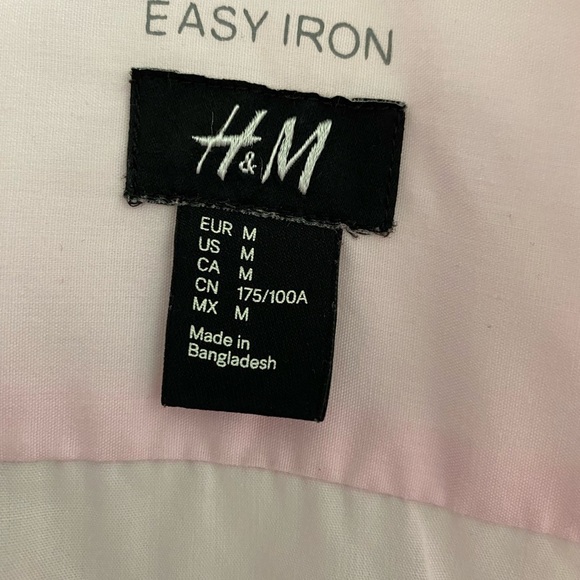 EASY IRON
H&M
EUR M
US M
CA M
CN 175/100A
MX M
Made in
Bangladesh